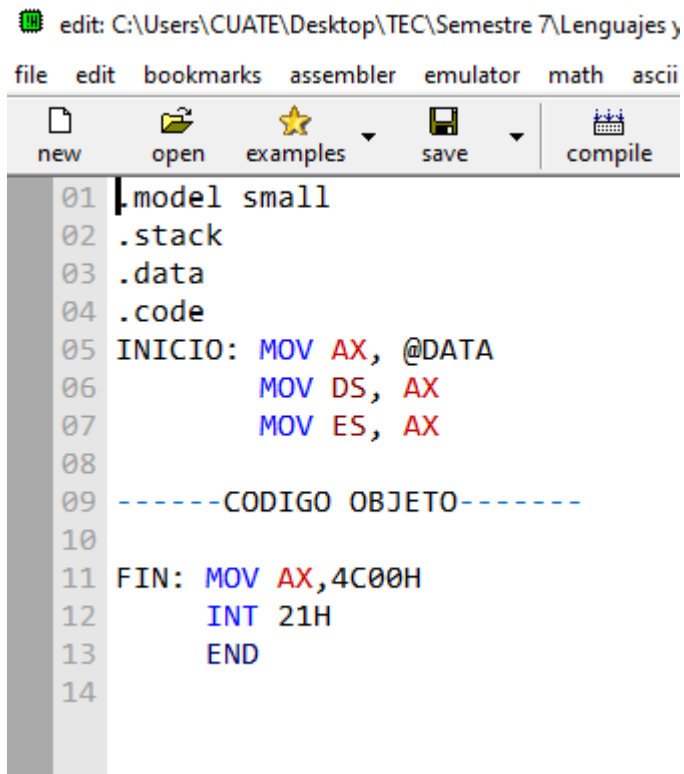 edit: C:\Users\CUATE\Desktop\TEC\Semestre 7\Lenguajes y
file edit bookmarks assembler emulator math ascii
new open examples save compile
01 .model small
02 .stack
03 .data
04 .code
05 INICIO: MOV AX, @DATA
06 MOV DS, AX
07 MOV ES, AX
08
09 ------CODIGO OBJETO-------
10
11 FIN: MOV AX,4C00H
12 INT 21H
13 END
14